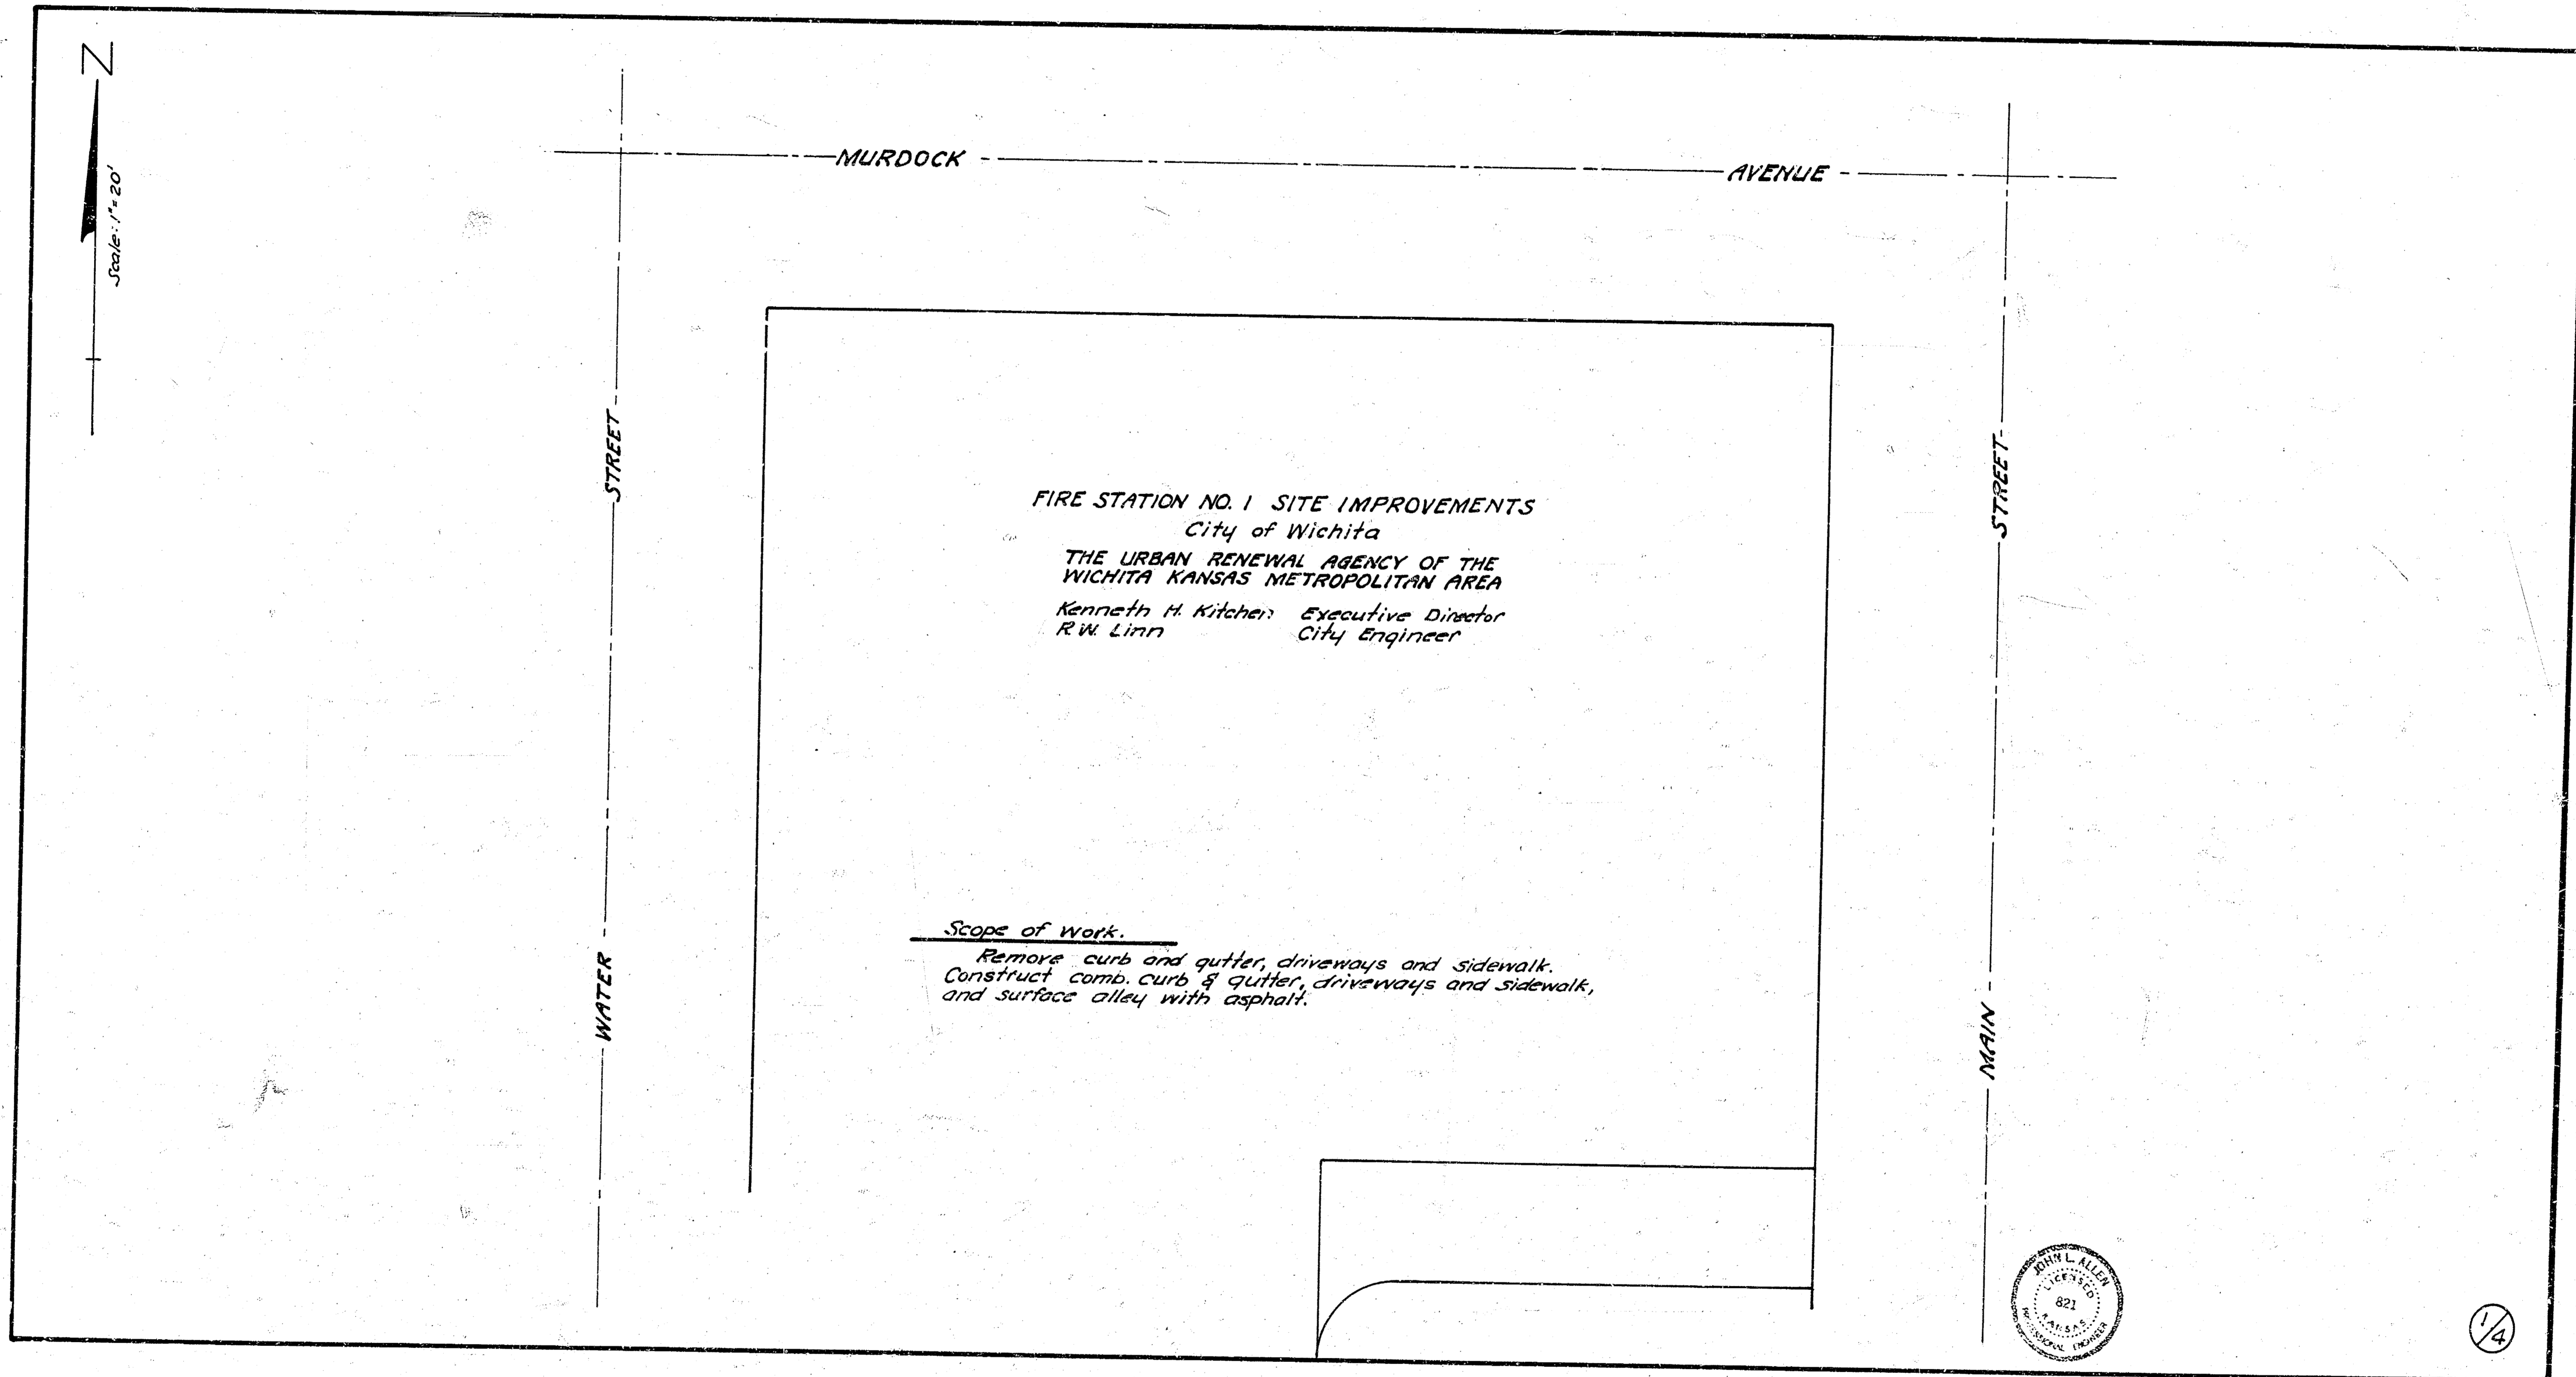 N
Scale: 1"=20'
MURDOCK AVENUE
WATER STREET
MAIN STREET
FIRE STATION NO. 1 SITE IMPROVEMENTS
City of Wichita
THE URBAN RENEWAL AGENCY OF THE
WICHITA KANSAS METROPOLITAN AREA
Kenneth H. Kitchen Executive Director
R.W. Linn City Engineer
Scope of Work.
Remove curb and gutter, driveways and sidewalk.
Construct comb. curb & gutter, driveways and sidewalk,
and surface alley with asphalt.
JOHN L. ALLEN
LICENSED
821
KANSAS
PROFESSIONAL ENGINEER
1/4